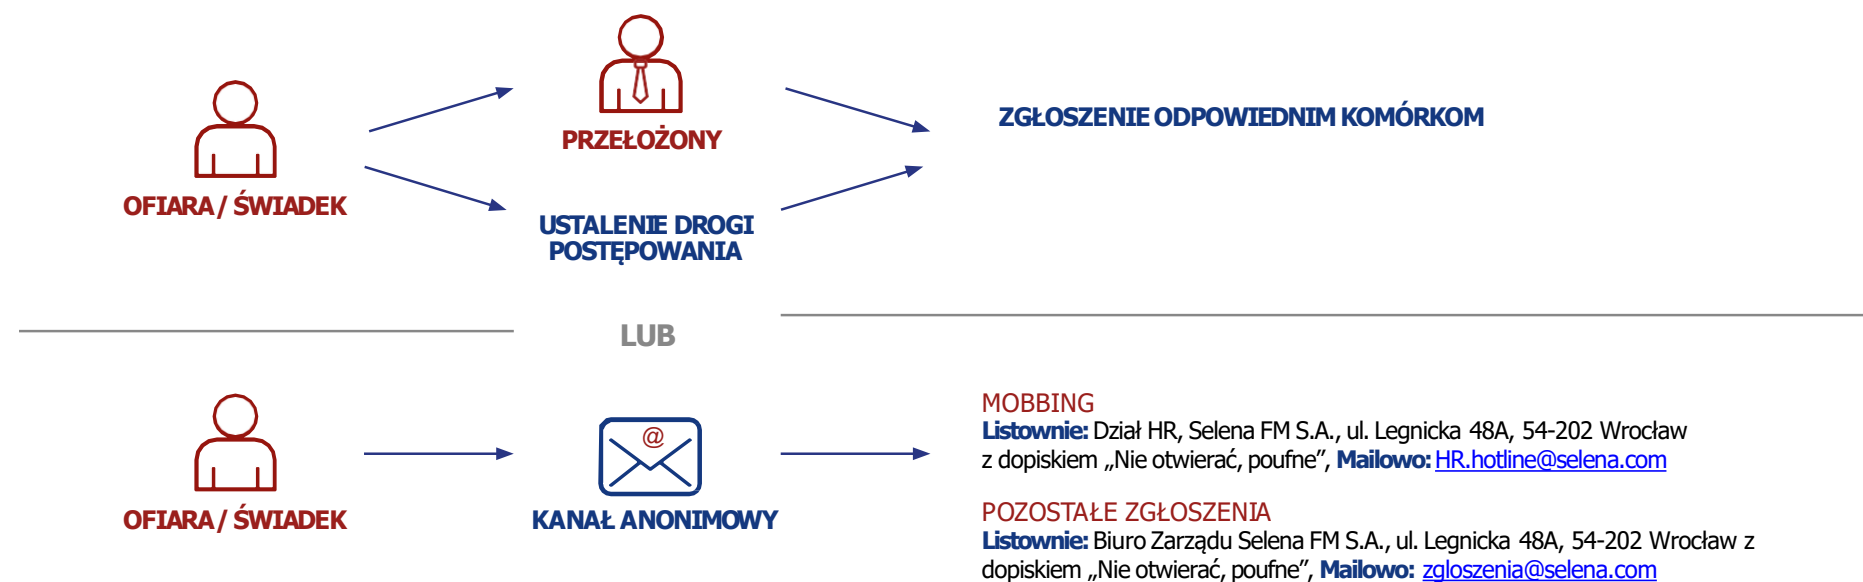 PRZEŁOŻONY
OFIARA / ŚWIADEK
ZGŁOSZENIE ODPOWIEDNIM KOMÓRKOM
USTALENIE DROGI
POSTĘPOWANIA
LUB
@
OFIARA / ŚWIADEK
KANAŁ ANONIMOWY
MOBBING
Listownie: Dział HR, Selena FM S.A., ul. Legnicka 48A, 54-202 Wrocław
z dopiskiem „Nie otwierać, poufne”, Mailowo: HR.hotline@selena.com
POZOSTAŁE ZGŁOSZENIA
Listownie: Biuro Zarządu Selena FM S.A., ul. Legnicka 48A, 54-202 Wrocław z
dopiskiem „Nie otwierać, poufne”, Mailowo: zgloszenia@selena.com